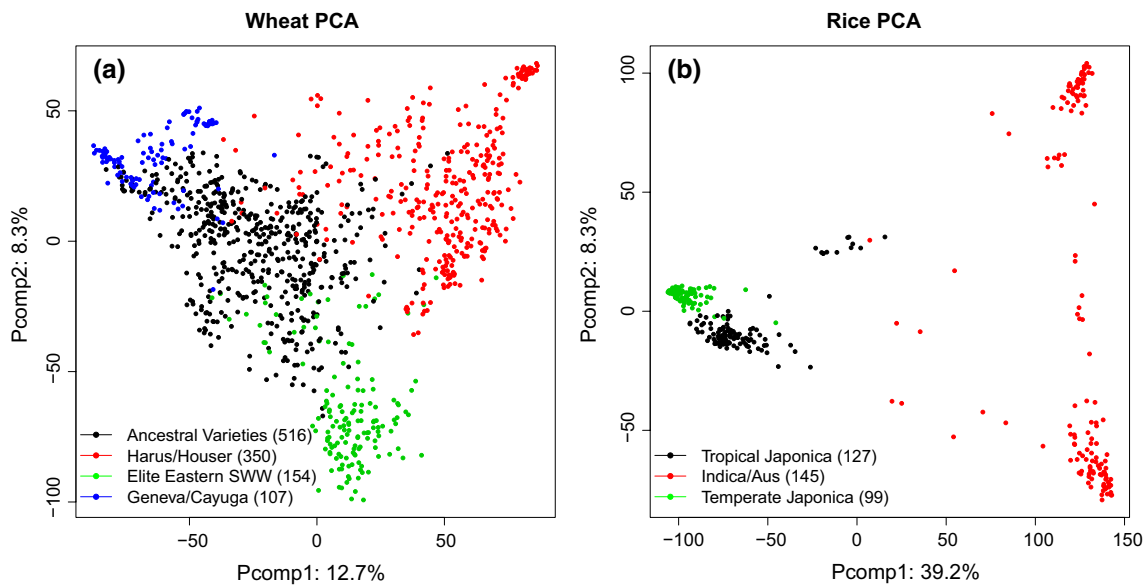 Wheat PCA
(a)
50
0
−50
−100
Pcomp2: 8.3%
Ancestral Varieties (516)
Harus/Houser (350)
Elite Eastern SWW (154)
Geneva/Cayuga (107)
−50
0
50
Pcomp1: 12.7%
Rice PCA
(b)
100
50
0
−50
Pcomp2: 8.3%
Tropical Japonica (127)
Indica/Aus (145)
Temperate Japonica (99)
−100
−50
0
50
100
150
Pcomp1: 39.2%